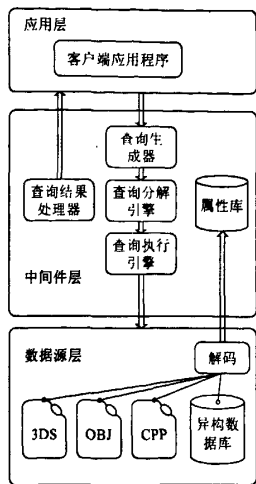 应用层
客户端应用程序
查询生
成器
查询结果
处理器
查询分解
引擎
属性库
查询执行
引擎
中间件层
数据源层
解码
3DS
OBJ
CPP
异构数
据库